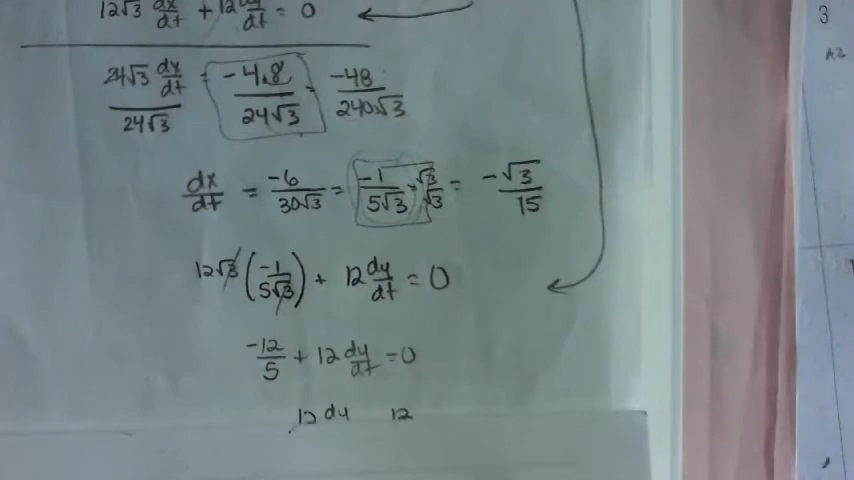 12√3 dx/dt + 12 dy/dt = 0
24√3 dx/dt / 24√3 = -4.8 / 24√3 = -48 / 240√3
dx/dt = -6 / 30√3 = -1 / 5√3 · √3 / √3 = -√3 / 15
12√3 (-1 / 5√3) + 12 dy/dt = 0
-12 / 5 + 12 dy/dt = 0
12 dy 12
3